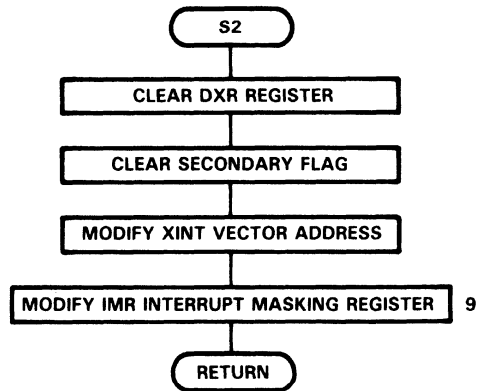 S2
CLEAR DXR REGISTER
CLEAR SECONDARY FLAG
MODIFY XINT VECTOR ADDRESS
MODIFY IMR INTERRUPT MASKING REGISTER 9
RETURN